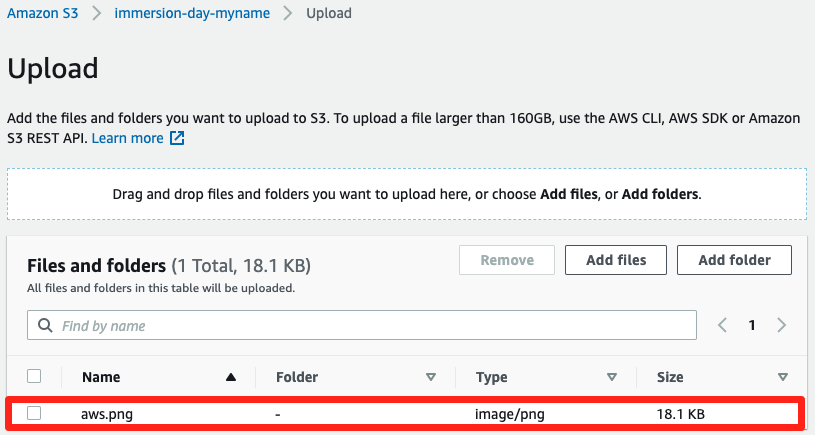 Amazon S3 > immersion-day-myname > Upload
Upload
Add the files and folders you want to upload to S3. To upload a file larger than 160GB, use the AWS CLI, AWS SDK or Amazon
S3 REST API. Learn more
Drag and drop files and folders you want to upload here, or choose Add files, or Add folders.
Files and folders (1 Total, 18.1 KB) Remove Add files Add folder
All files and folders in this table will be uploaded.
Find by name < 1 >
Name Folder Type Size
aws.png - image/png 18.1 KB